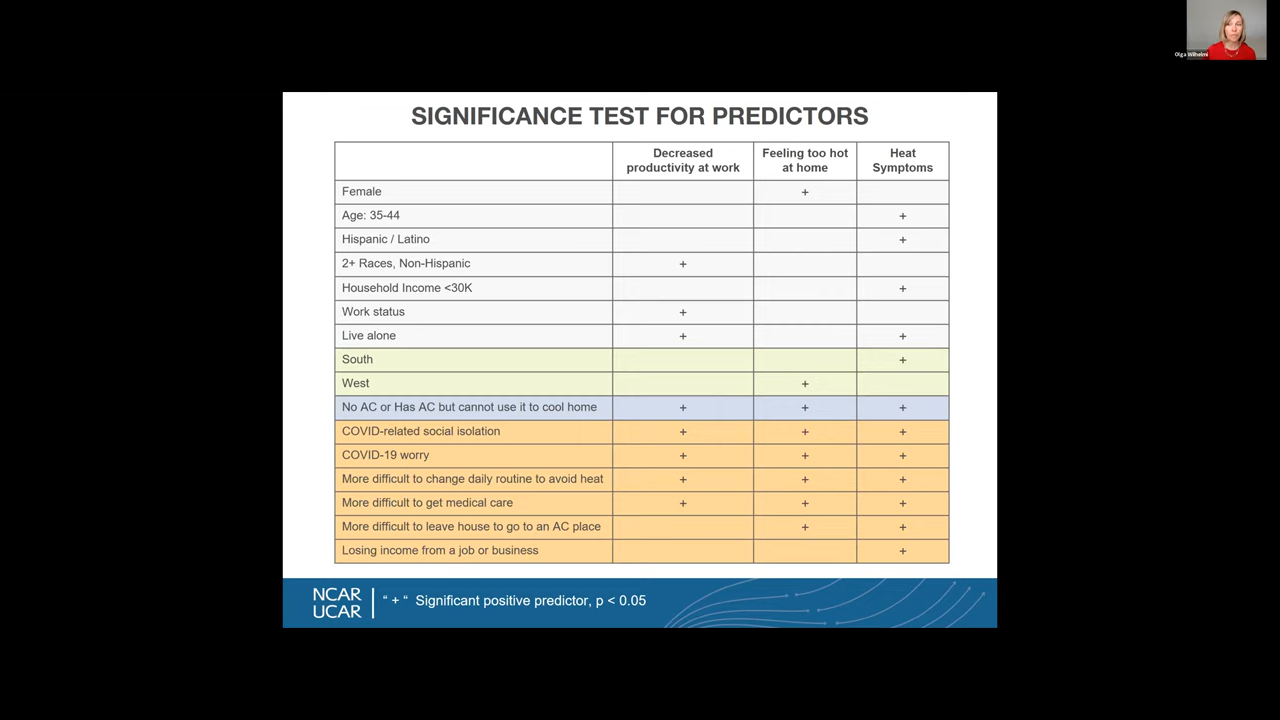 Olga Wilhelmi
SIGNIFICANCE TEST FOR PREDICTORS
Decreased productivity at work Feeling too hot at home Heat Symptoms
Female +
Age: 35-44 +
Hispanic / Latino +
2+ Races, Non-Hispanic +
Household Income <30K +
Work status +
Live alone + +
South +
West +
No AC or Has AC but cannot use it to cool home + + +
COVID-related social isolation + + +
COVID-19 worry + + +
More difficult to change daily routine to avoid heat + + +
More difficult to get medical care + + +
More difficult to leave house to go to an AC place + +
Losing income from a job or business +
NCAR
UCAR
“ + “ Significant positive predictor, p < 0.05